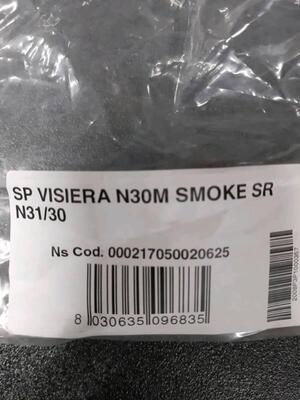 SP VISIERA N30M SMOKE SR
N31/30
Ns Cod. 000217050020625
8 030635 096835